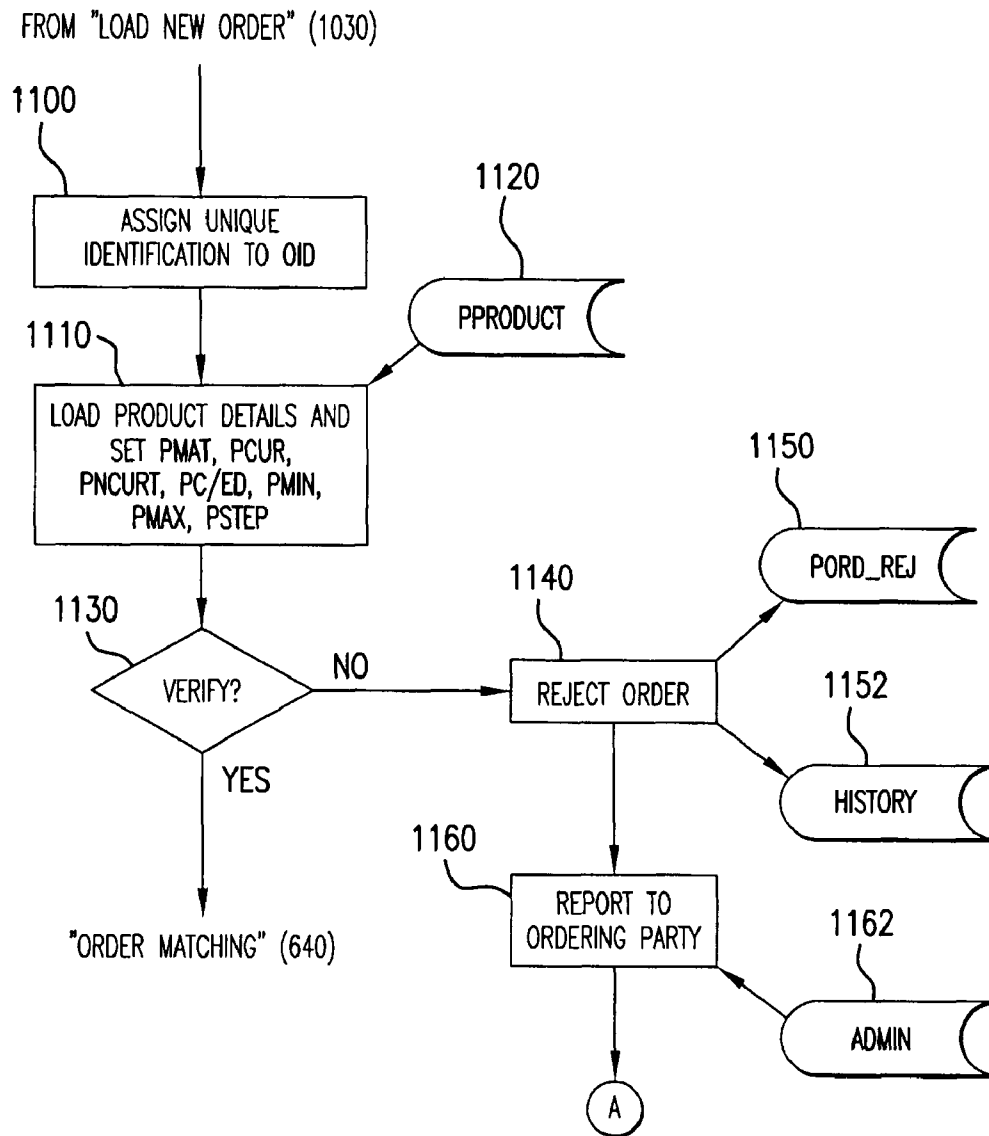 FROM "LOAD NEW ORDER" (1030)
1100
ASSIGN UNIQUE
IDENTIFICATION TO OID
1120
PPRODUCT
1110
LOAD PRODUCT DETAILS AND
SET PMAT, PCUR,
PNCURT, PC/ED, PMIN,
PMAX, PSTEP
1130
VERIFY?
NO
YES
"ORDER MATCHING" (640)
1140
REJECT ORDER
1150
PORD_REJ
1152
HISTORY
1160
REPORT TO
ORDERING PARTY
1162
ADMIN
A